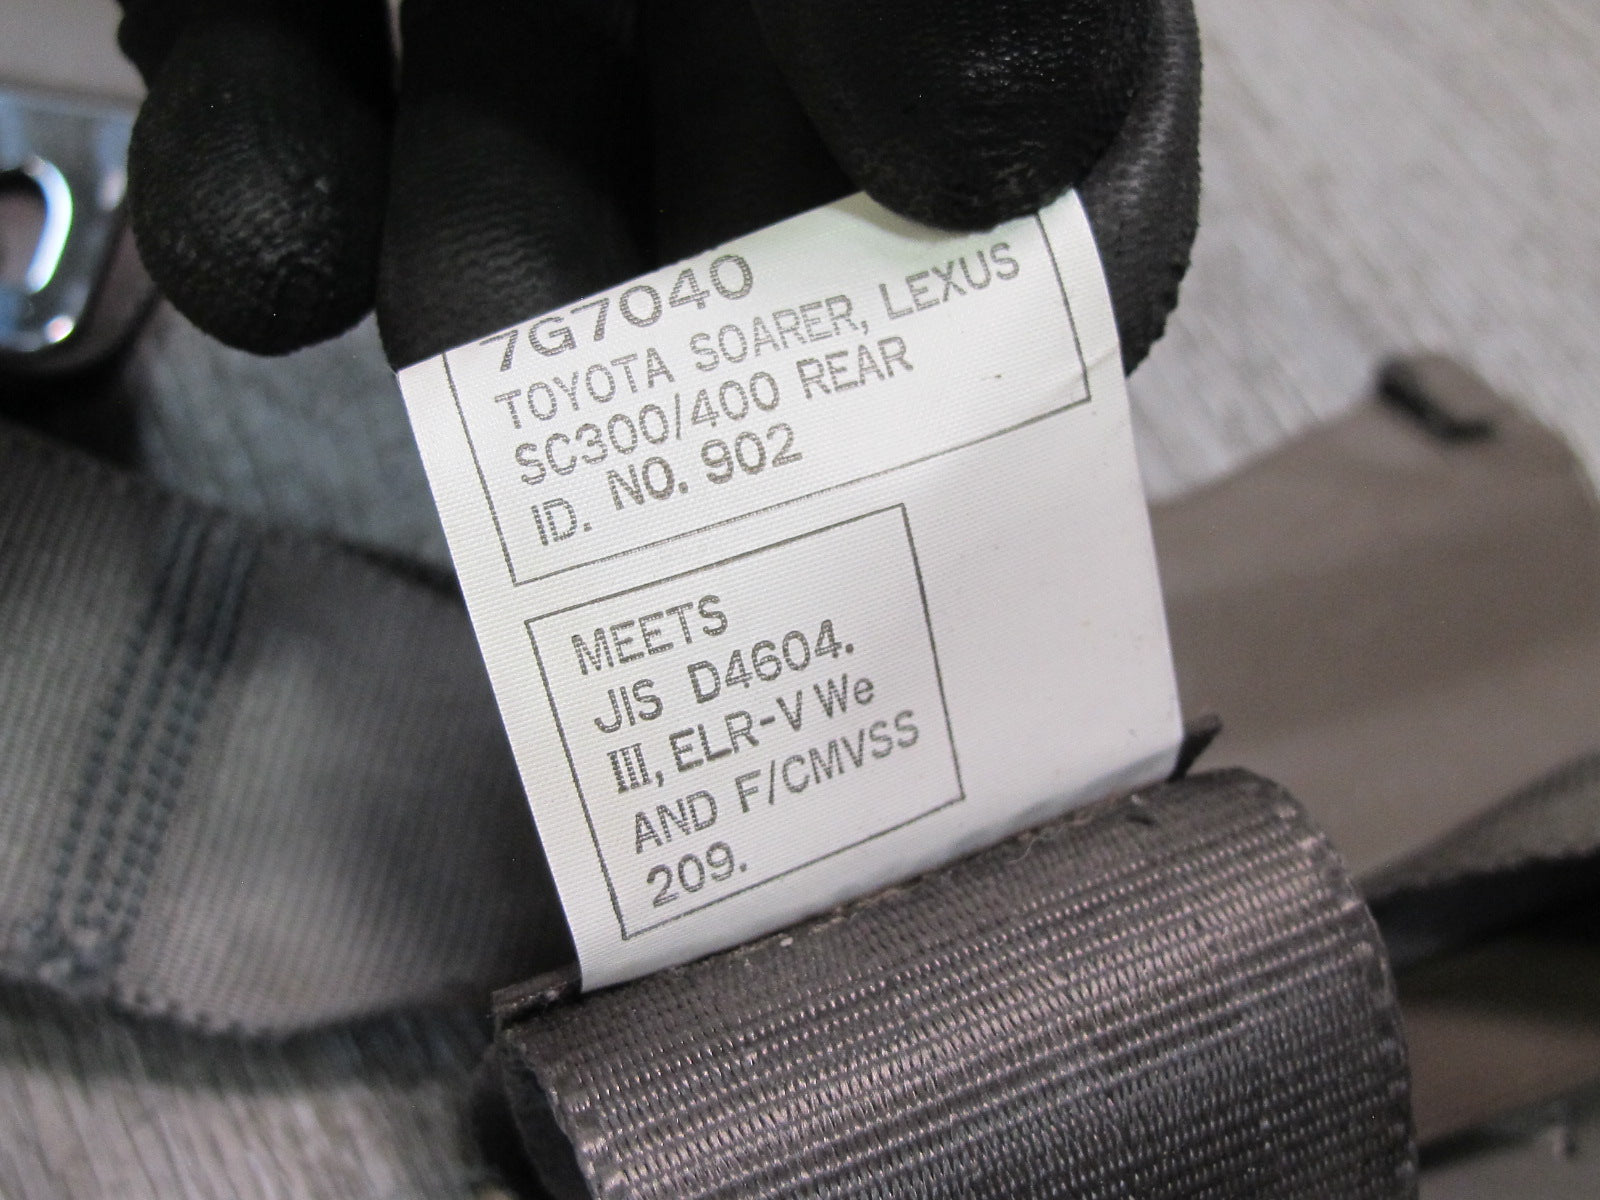 7G7040
TOYOTA SOARER, LEXUS
SC300/400 REAR
ID. NO. 902
MEETS
JIS D4604.
III, ELR-V We
AND F/CMVSS
209.